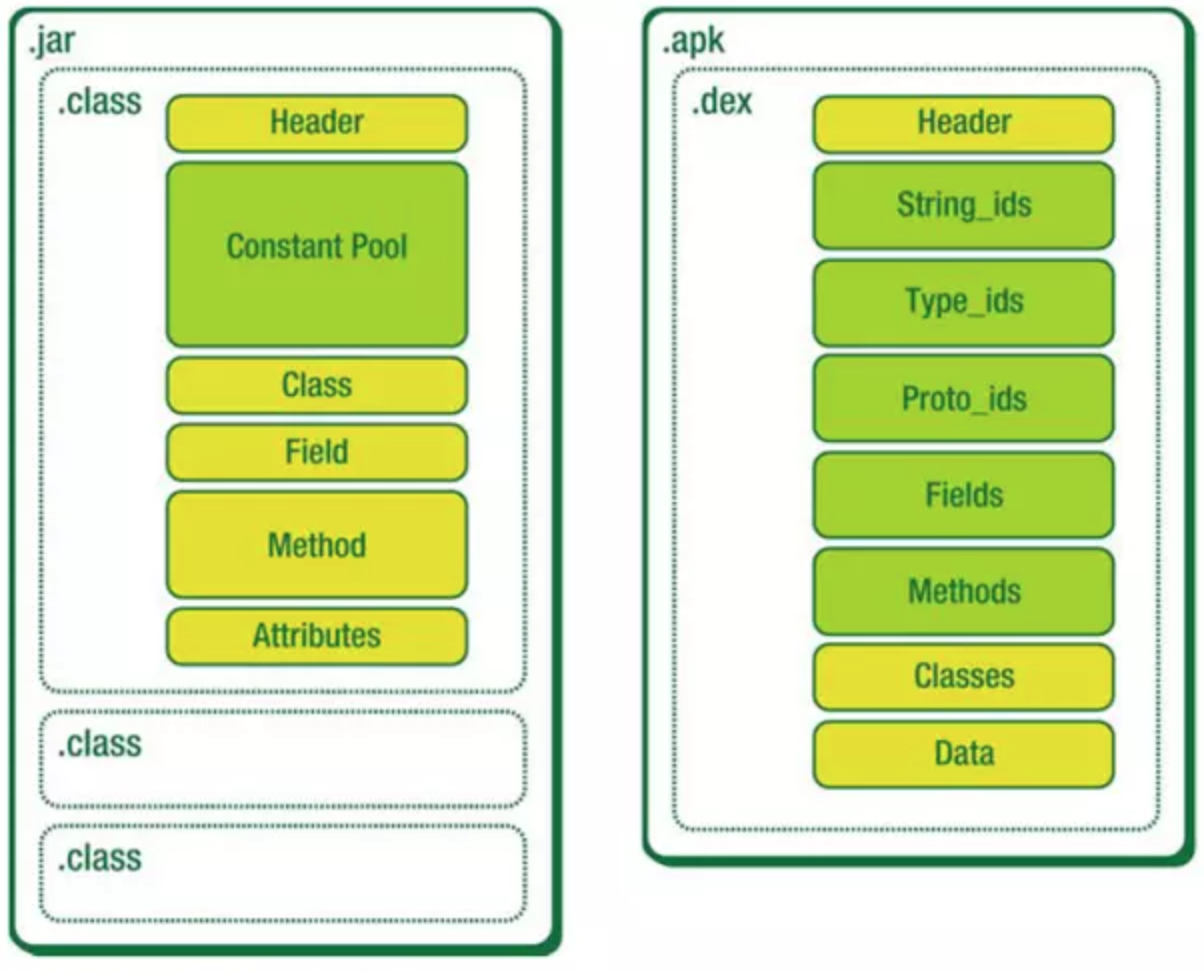 .jar
.class
Header
Constant Pool
Class
Field
Method
Attributes
.class
.class
.apk
.dex
Header
String_ids
Type_ids
Proto_ids
Fields
Methods
Classes
Data